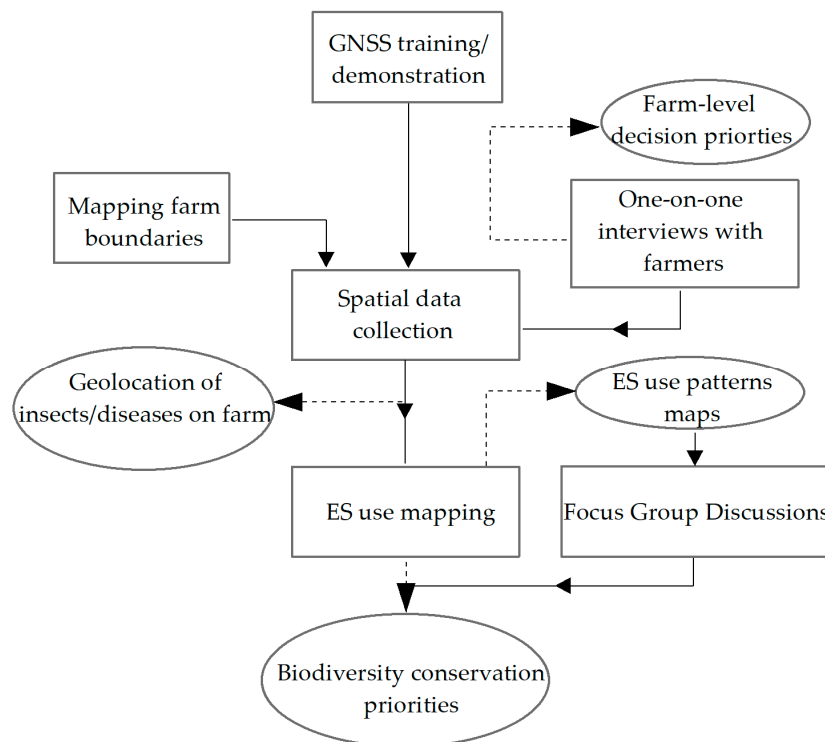 GNSS training/
demonstration
Farm-level
decision priorties
Mapping farm
boundaries
One-on-one
interviews with
farmers
Spatial data
collection
Geolocation of
insects/diseases on farm
ES use patterns
maps
ES use mapping
Focus Group Discussions
Biodiversity conservation
priorities